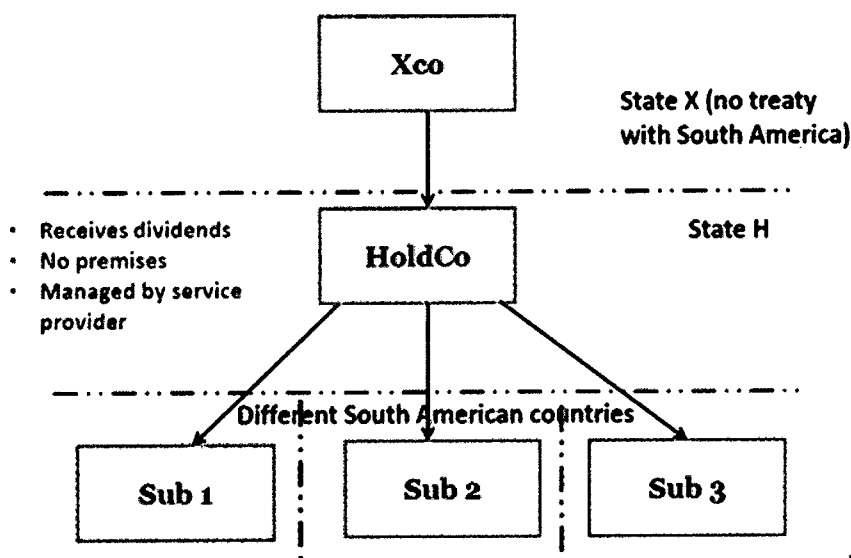 Xco
State X (no treaty
with South America)
• Receives dividends
• No premises
• Managed by service
provider
HoldCo
State H
Different South American countries
Sub 1
Sub 2
Sub 3